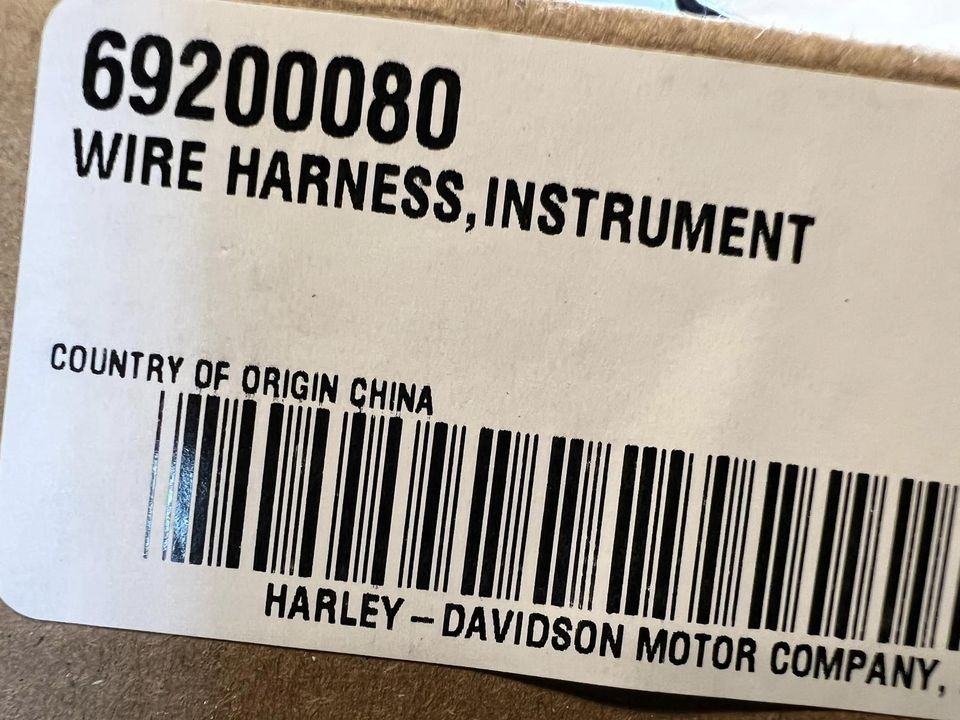 69200080
WIRE HARNESS,INSTRUMENT
COUNTRY OF ORIGIN CHINA
HARLEY-DAVIDSON MOTOR COMPANY,